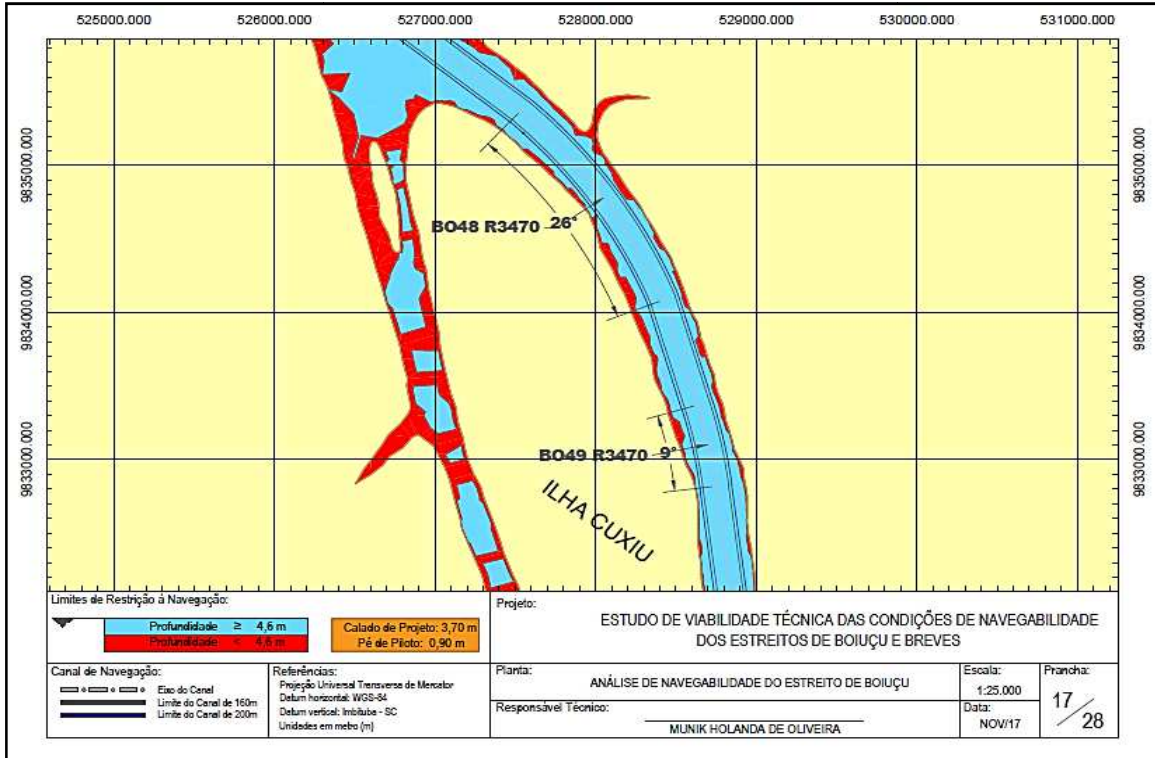 525000.000 526000.000 527000.000 528000.000 529000.000 530000.000 531000.000
9835000.000 9835000.000
BO48 R3470 26°
9834000.000 9834000.000
BO49 R3470 9°
9833000.000 9833000.000
ILHA CUXIU
Limites de Restrição à Navegação:
Profundidade ≥ 4,6 m
Profundidade < 4,6 m
Calado de Projeto: 3,70 m
Pé de Piloto: 0,90 m
Canal de Navegação:
Eixo do Canal
Limite do Canal de 160m
Limite do Canal de 200m
Referências:
Projeção Universal Transversa de Mercator
Datum horizontal: WGS-84
Datum vertical: Imbituba - SC
Unidades em metro (m)
Projeto:
ESTUDO DE VIABILIDADE TÉCNICA DAS CONDIÇÕES DE NAVEGABILIDADE
DOS ESTREITOS DE BOIUÇU E BREVES
Planta:
ANÁLISE DE NAVEGABILIDADE DO ESTREITO DE BOIUÇU
Responsável Técnico:
MUNIK HOLANDA DE OLIVEIRA
Escala:
1:25.000
Data:
NOV/17
Prancha:
17/28